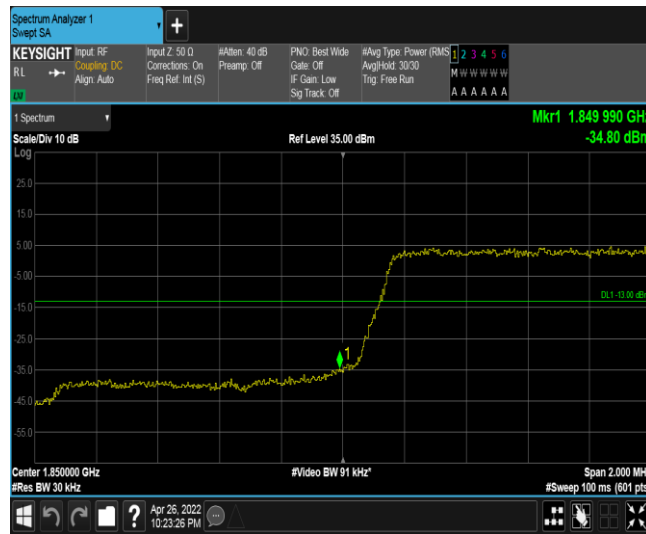 Spectrum Analyzer 1
Swept SA
+
KEYSIGHT Input: RF Input Z: 50 Ω #Atten: 40 dB PNO: Best Wide #Avg Type: Power (RMS 1 2 3 4 5 6
RL Coupling: DC Corrections: On Preamp: Off Gate: Off Avg|Hold: 30/30 M W W W W W
Align: Auto Freq Ref: Int (S) IF Gain: Low Trig: Free Run
Sig Track: Off A A A A A A
1 Spectrum Mkr1 1.849 990 GHz
Scale/Div 10 dB Ref Level 35.00 dBm -34.80 dBm
Log
25.0
15.0
5.00
-5.00
DL1 -13.00 dBm
-15.0
-25.0
1
-35.0
-45.0
-55.0
Center 1.850000 GHz #Video BW 91 kHz* Span 2.000 MH
#Res BW 30 kHz #Sweep 100 ms (601 pts
? Apr 26, 2022
10:23:26 PM